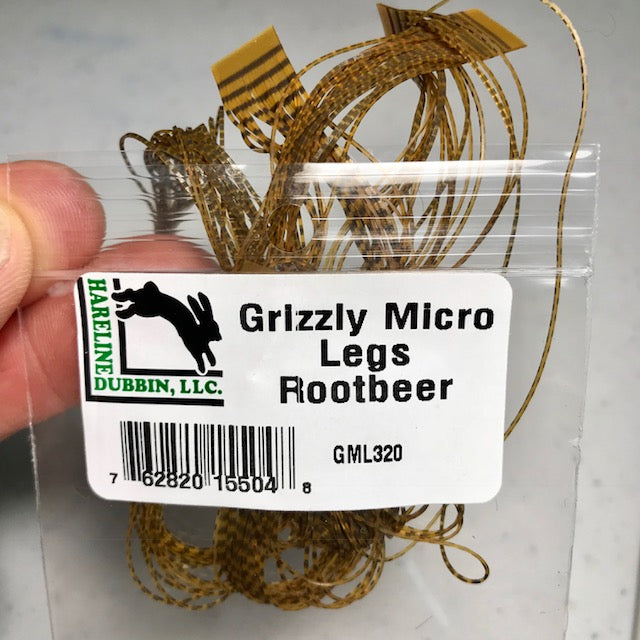 HARELINE
DUBBIN, LLC.
Grizzly Micro
Legs
Rootbeer
GML320
7 62820 15504 8